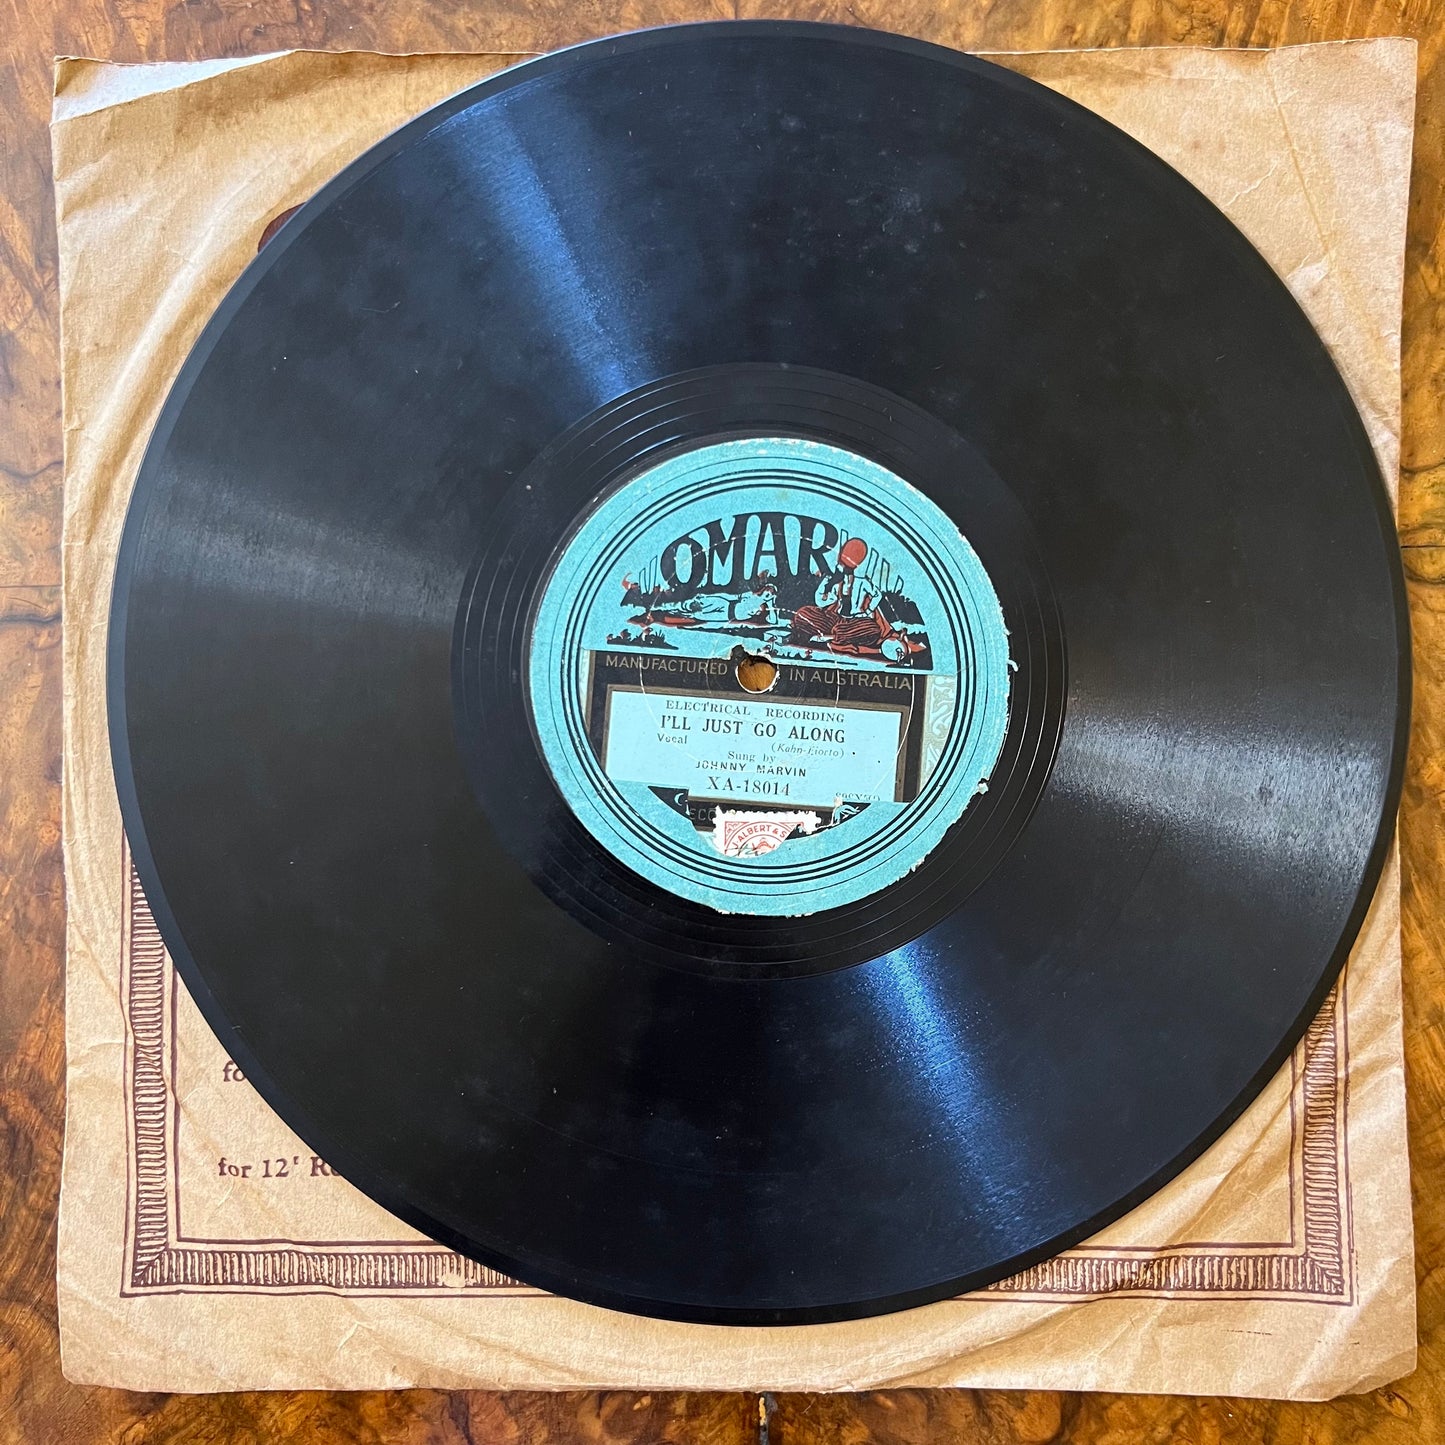 OMAR
MANUFACTURED IN AUSTRALIA
ELECTRICAL RECORDING
I'LL JUST GO ALONG
Vocal (Kahn-Fiorto)
Sung by
JOHNNY MARVIN
XA-18014
ALBERT & S
for 12'